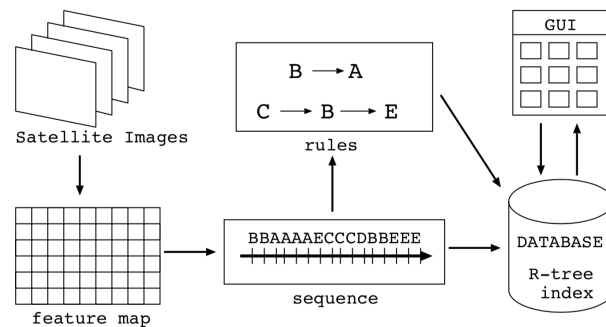 Satellite Images
feature map
B → A
C → B → E
rules
BBAAAAECCCDBBEEE
sequence
GUI
DATABASE
R-tree
index